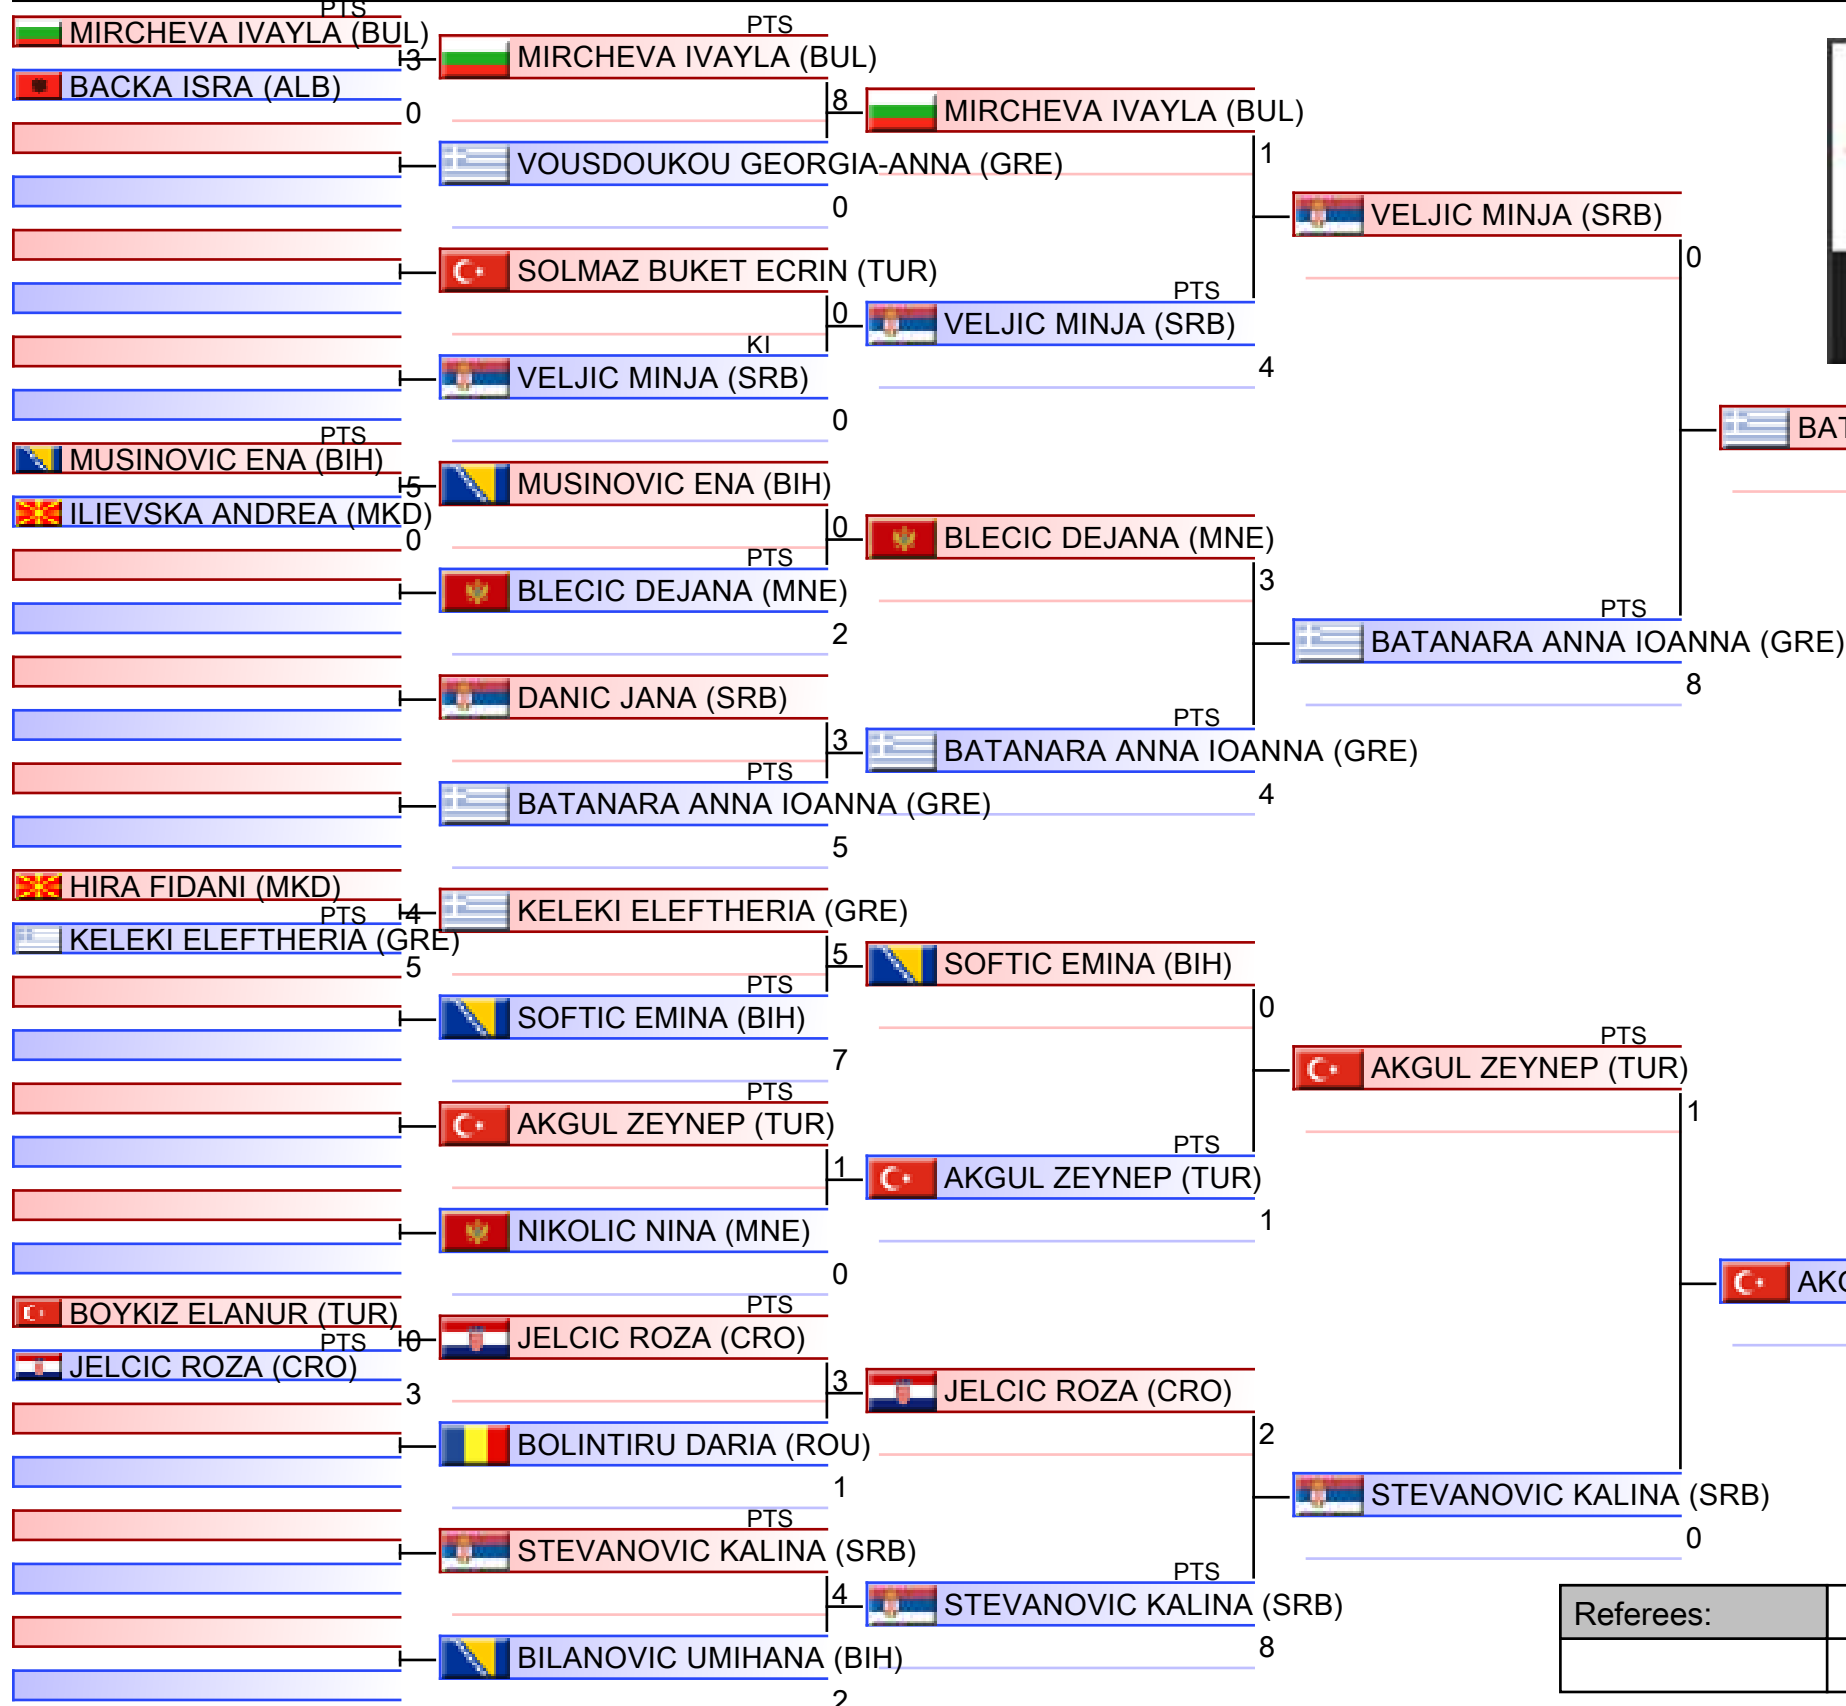 PTS
MIRCHEVA IVAYLA (BUL)
3
BACKA ISRA (ALB)
0
PTS
MUSINOVIC ENA (BIH)
5
ILIEVSKA ANDREA (MKD)
0
HIRA FIDANI (MKD)
4
PTS
KELEKI ELEFTHERIA (GRE)
5
BOYKIZ ELANUR (TUR)
0
PTS
JELCIC ROZA (CRO)
3
PTS
MIRCHEVA IVAYLA (BUL)
8
VOUSDOUKOU GEORGIA-ANNA (GRE)
0
SOLMAZ BUKET ECRIN (TUR)
0
KI
VELJIC MINJA (SRB)
0
MUSINOVIC ENA (BIH)
0
PTS
BLECIC DEJANA (MNE)
2
DANIC JANA (SRB)
3
PTS
BATANARA ANNA IOANNA (GRE)
5
KELEKI ELEFTHERIA (GRE)
5
PTS
SOFTIC EMINA (BIH)
7
PTS
AKGUL ZEYNEP (TUR)
1
NIKOLIC NINA (MNE)
0
PTS
JELCIC ROZA (CRO)
3
BOLINTIRU DARIA (ROU)
1
PTS
STEVANOVIC KALINA (SRB)
4
BILANOVIC UMIHANA (BIH)
2
MIRCHEVA IVAYLA (BUL)
1
PTS
VELJIC MINJA (SRB)
4
BLECIC DEJANA (MNE)
3
PTS
BATANARA ANNA IOANNA (GRE)
4
SOFTIC EMINA (BIH)
0
PTS
AKGUL ZEYNEP (TUR)
1
JELCIC ROZA (CRO)
2
PTS
STEVANOVIC KALINA (SRB)
8
VELJIC MINJA (SRB)
0
PTS
BATANARA ANNA IOANNA (GRE)
8
PTS
AKGUL ZEYNEP (TUR)
1
STEVANOVIC KALINA (SRB)
0
Referees: